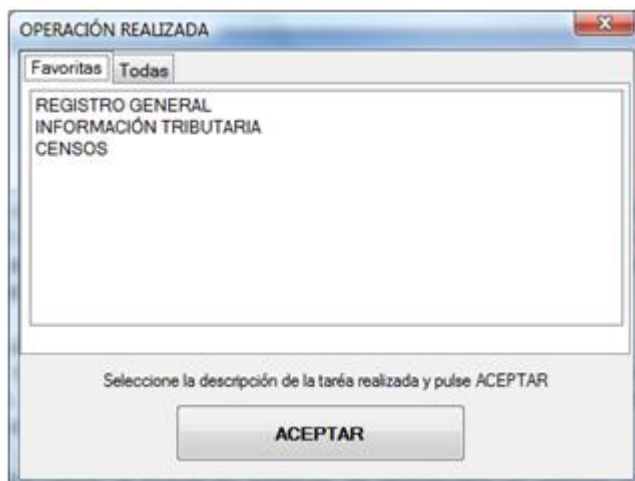 OPERACIÓN REALIZADA
Favoritas Todas
REGISTRO GENERAL
INFORMACIÓN TRIBUTARIA
CENSOS
Seleccione la descripción de la taréa realizada y pulse ACEPTAR
ACEPTAR